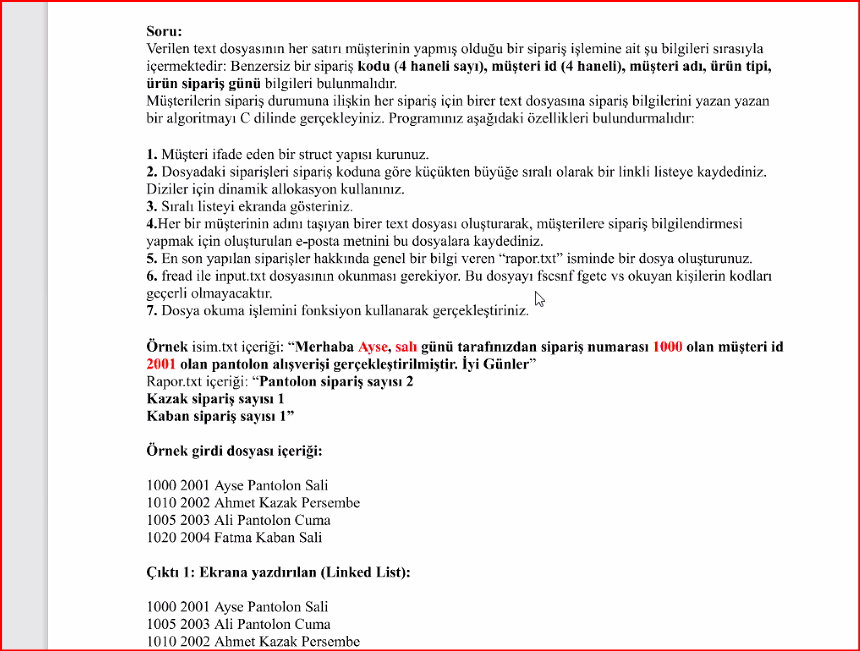 Soru:
Verilen text dosyasının her satırı müşterinin yapmış olduğu bir sipariş işlemine ait şu bilgileri sırasıyla
içermektedir: Benzersiz bir sipariş kodu (4 haneli sayı), müşteri id (4 haneli), müşteri adı, ürün tipi,
ürün sipariş günü bilgileri bulunmalıdır.
Müşterilerin sipariş durumuna ilişkin her sipariş için birer text dosyasına sipariş bilgilerini yazan yazan
bir algoritmayı C dilinde gerçekleyiniz. Programınız aşağıdaki özellikleri bulundurmalıdır:
1. Müşteri ifade eden bir struct yapısı kurunuz.
2. Dosyadaki siparişleri sipariş koduna göre küçükten büyüğe sıralı olarak bir linkli listeye kaydediniz.
Diziler için dinamik allokasyon kullanınız.
3. Sıralı listeyi ekranda gösteriniz.
4.Her bir müşterinin adını taşıyan birer text dosyası oluşturarak, müşterilere sipariş bilgilendirmesi
yapmak için oluşturulan e-posta metnini bu dosyalara kaydediniz.
5. En son yapılan siparişler hakkında genel bir bilgi veren “rapor.txt” isminde bir dosya oluşturunuz.
6. fread ile input.txt dosyasının okunması gerekiyor. Bu dosyayı fscsnf fgetc vs okuyan kişilerin kodları
geçerli olmayacaktır.
7. Dosya okuma işlemini fonksiyon kullanarak gerçekleştiriniz.
Örnek isim.txt içeriği: “Merhaba Ayse, salı günü tarafınızdan sipariş numarası 1000 olan müşteri id
2001 olan pantolon alışverişi gerçekleştirilmiştir. İyi Günler”
Rapor.txt içeriği: “Pantolon sipariş sayısı 2
Kazak sipariş sayısı 1
Kaban sipariş sayısı 1”
Örnek girdi dosyası içeriği:
1000 2001 Ayse Pantolon Sali
1010 2002 Ahmet Kazak Persembe
1005 2003 Ali Pantolon Cuma
1020 2004 Fatma Kaban Sali
Çıktı 1: Ekrana yazdırılan (Linked List):
1000 2001 Ayse Pantolon Sali
1005 2003 Ali Pantolon Cuma
1010 2002 Ahmet Kazak Persembe